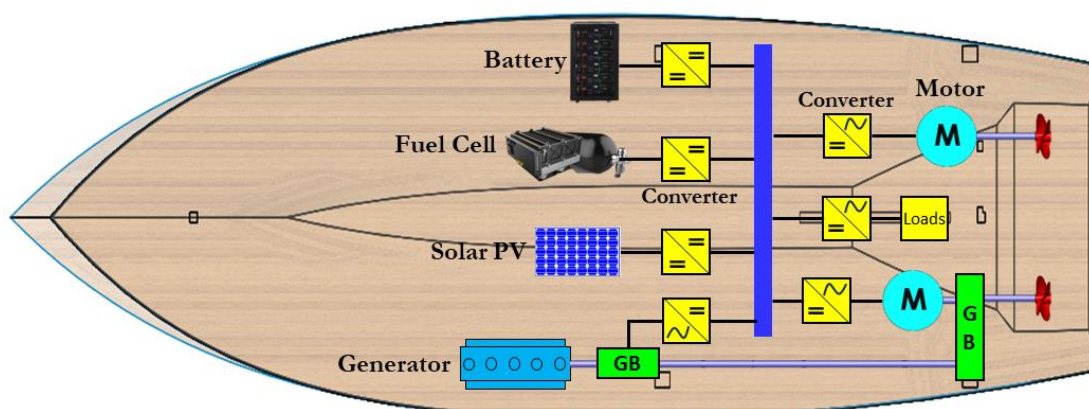 Battery
Converter
Motor
M
Fuel Cell
Converter
Loads
Solar PV
M
G
B
Generator
GB